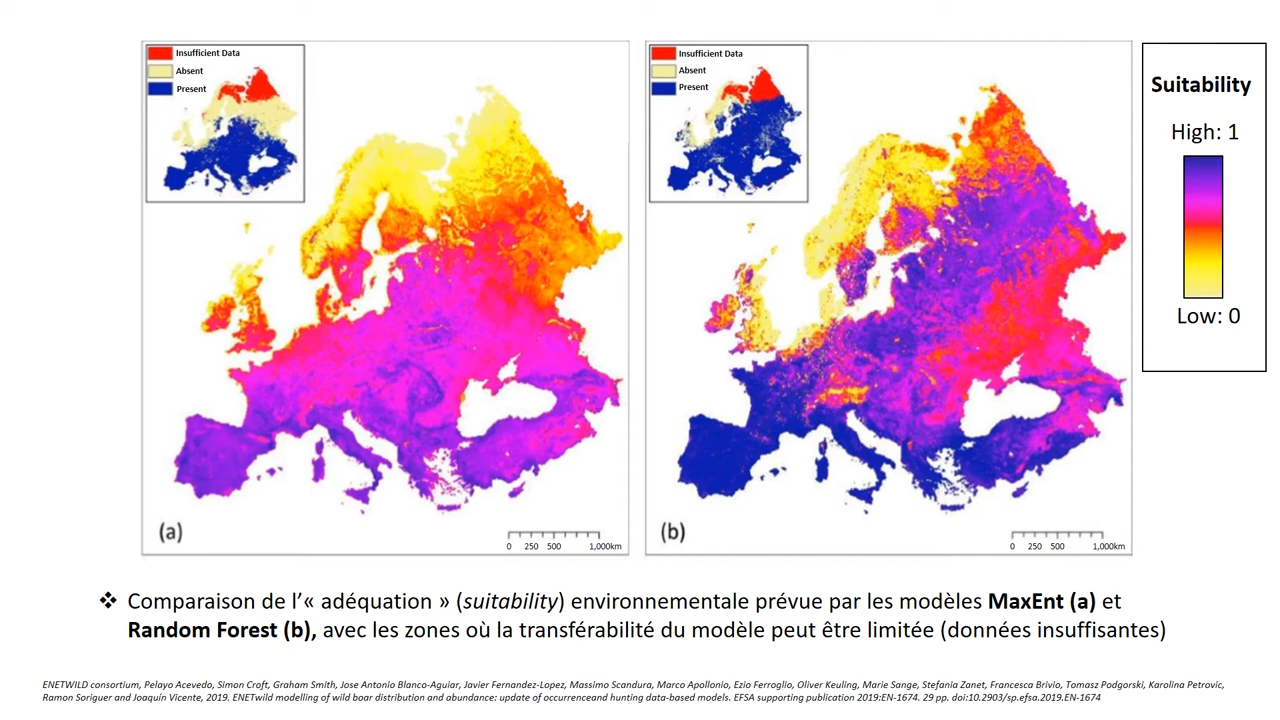 Insufficient Data
Absent
Present
(a)
0 250 500 1,000km
Insufficient Data
Absent
Present
(b)
0 250 500 1,000km
Suitability
High: 1
Low: 0
❖ Comparaison de l’« adéquation » (suitability) environnementale prévue par les modèles MaxEnt (a) et
Random Forest (b), avec les zones où la transférabilité du modèle peut être limitée (données insuffisantes)
ENETWILD consortium, Pelayo Acevedo, Simon Croft, Graham Smith, Jose Antonio Blanco-Aguiar, Javier Fernandez-Lopez, Massimo Scandura, Marco Apollonio, Ezio Ferroglio, Oliver Keuling, Marie Sange, Stefania Zanet, Francesca Brivio, Tomasz Podgorski, Karolina Petrovic,
Ramon Soriguer and Joaquín Vicente, 2019. ENETwild modelling of wild boar distribution and abundance: update of occurrenceand hunting data-based models. EFSA supporting publication 2019:EN-1674. 29 pp. doi:10.2903/sp.efsa.2019.EN-1674